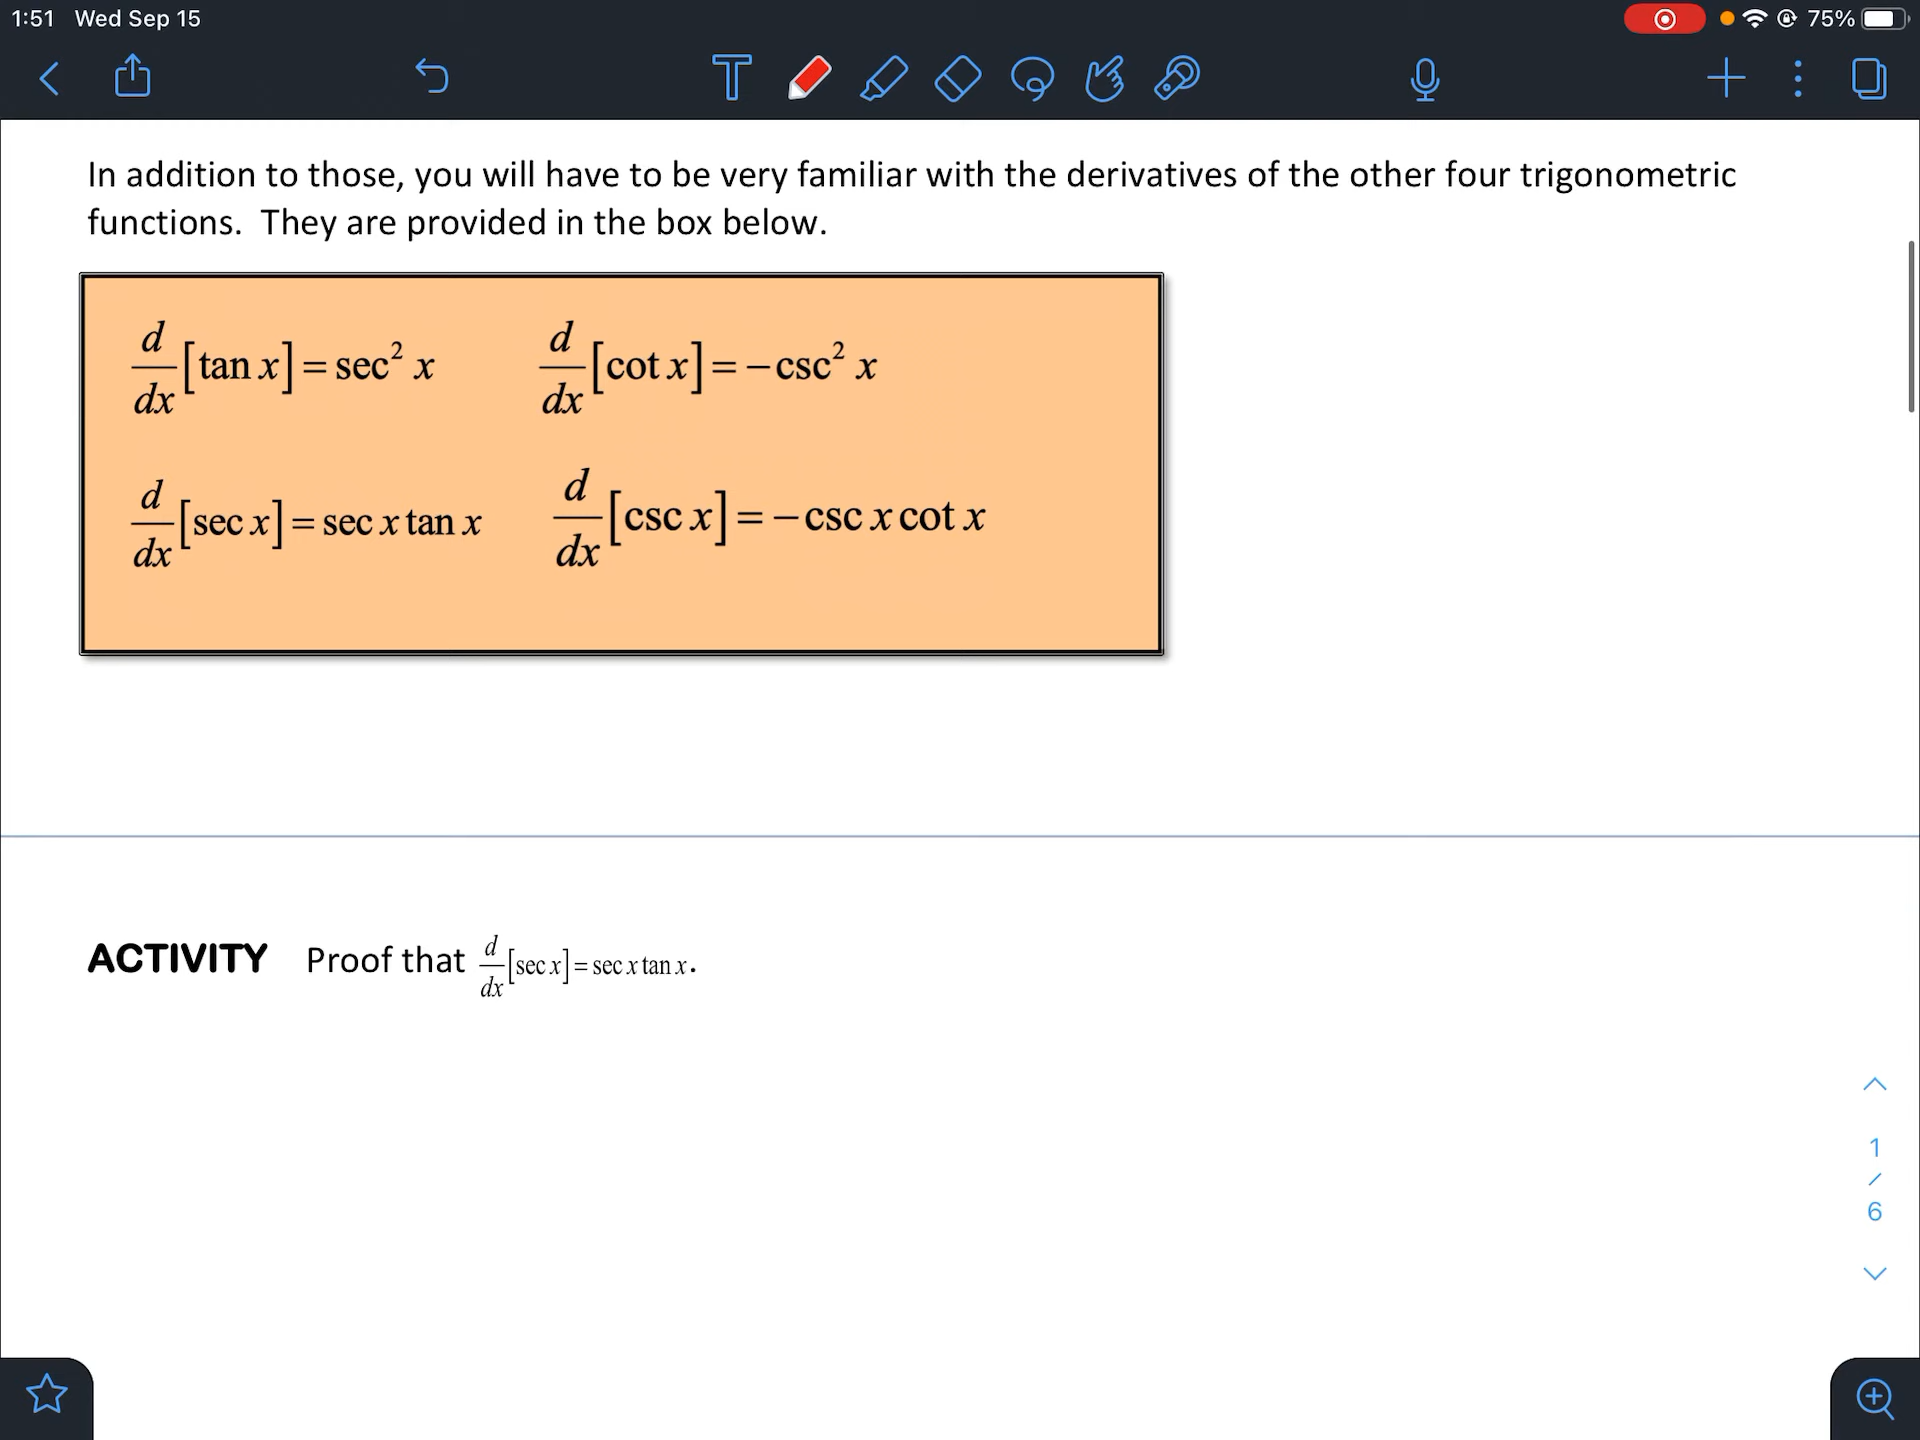 1:51 Wed Sep 15
75%
T
In addition to those, you will have to be very familiar with the derivatives of the other four trigonometric
functions.  They are provided in the box below.
d/dx [tan x] = sec² x    d/dx [cot x] = −csc² x
d/dx [sec x] = sec x tan x    d/dx [csc x] = −csc x cot x
ACTIVITY Proof that d/dx [sec x] = sec x tan x.
1
/
6